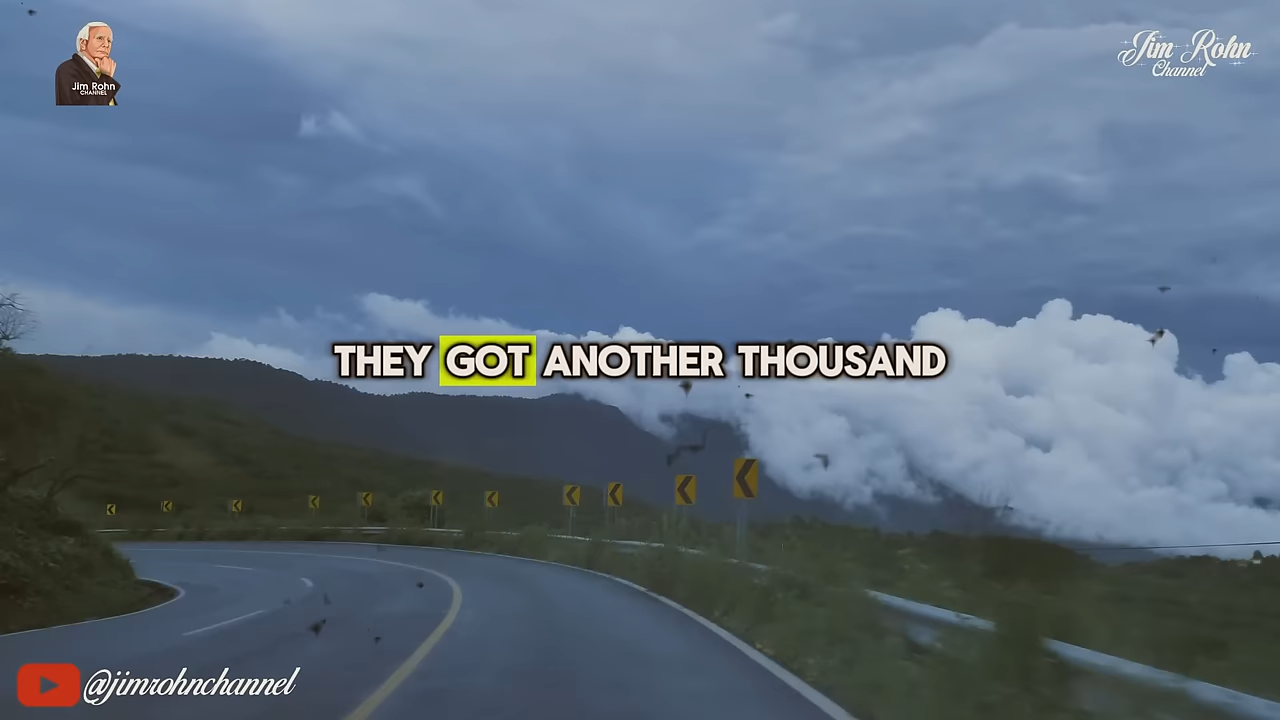 Jim Rohn
CHANNEL
Jim Rohn
Channel
THEY GOT ANOTHER THOUSAND
@jimrohnchannel